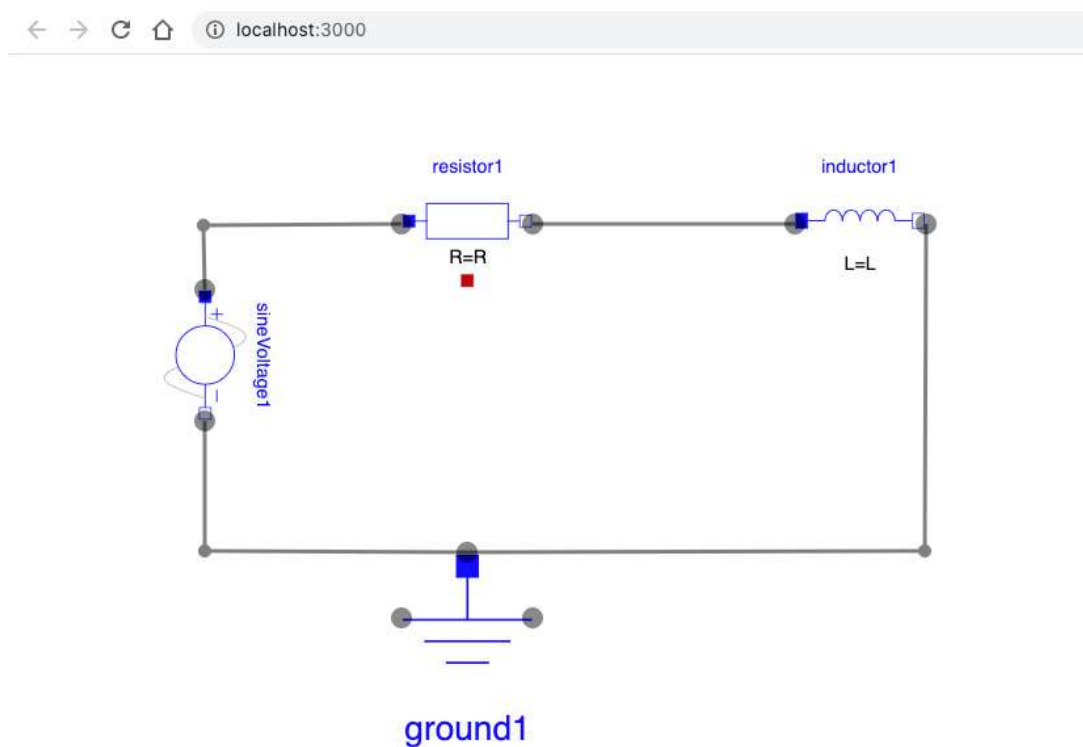 localhost:3000
resistor1
inductor1
R=R
L=L
+
sineVoltage1
−
ground1